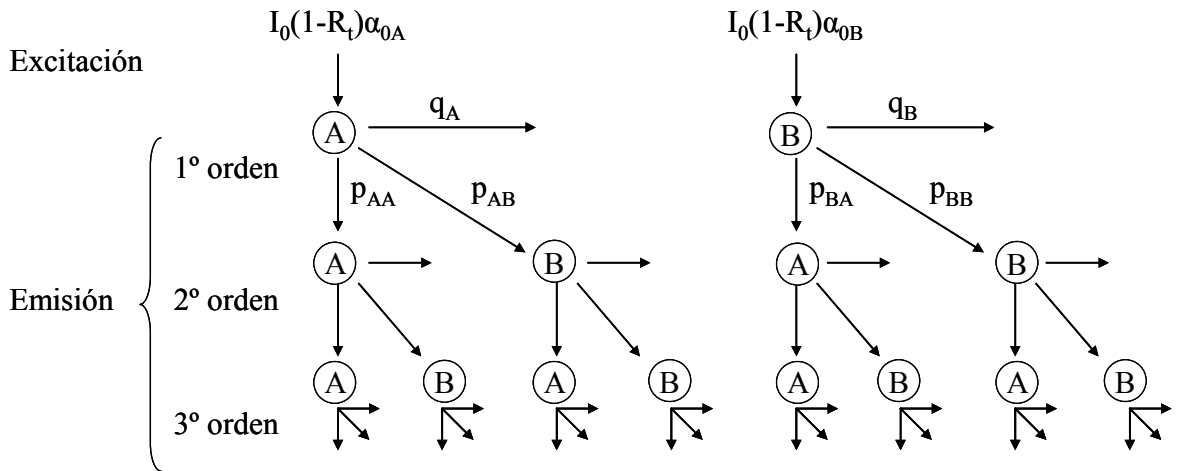 I₀(1-Rₜ)α₀A I₀(1-Rₜ)α₀B
Excitación
A qA B qB
1º orden
pAA pAB pBA pBB
A B A B
Emisión 2º orden
A B A B A B A B
3º orden